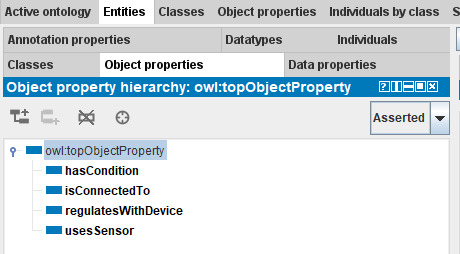 Active ontology Entities Classes Object properties Individuals by class
Annotation properties Datatypes Individuals
Classes Object properties Data properties
Object property hierarchy: owl:topObjectProperty
Asserted
owl:topObjectProperty
hasCondition
isConnectedTo
regulatesWithDevice
usesSensor